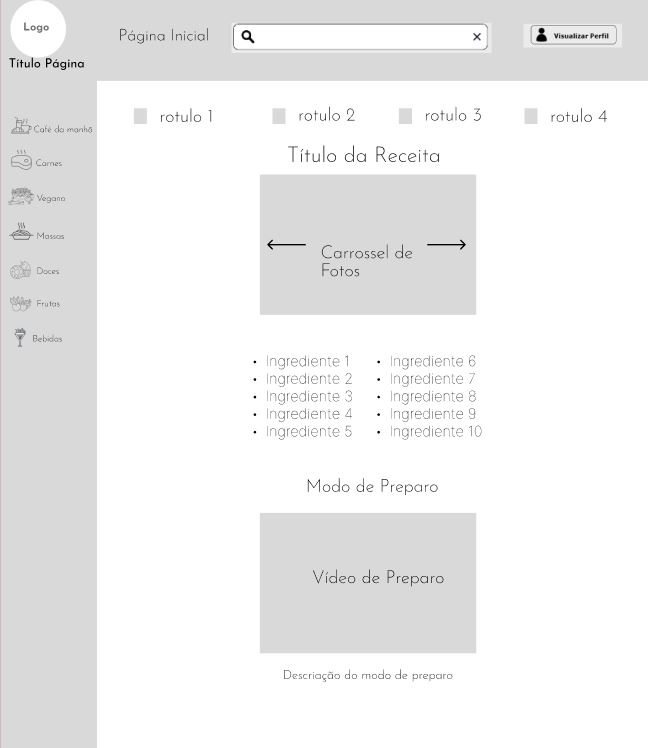 Logo
Título Página
Página Inicial
Visualizar Perfil
Café da manhã
Carnes
Vegano
Massas
Doces
Frutas
Bebidas
rotulo 1
rotulo 2
rotulo 3
rotulo 4
Título da Receita
Carrossel de
Fotos
• Ingrediente 1
• Ingrediente 2
• Ingrediente 3
• Ingrediente 4
• Ingrediente 5
• Ingrediente 6
• Ingrediente 7
• Ingrediente 8
• Ingrediente 9
• Ingrediente 10
Modo de Preparo
Vídeo de Preparo
Descriação do modo de preparo